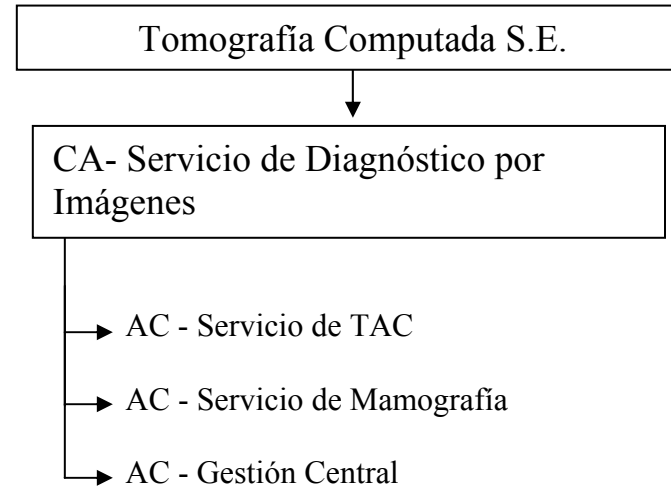 Tomografía Computada S.E.
CA- Servicio de Diagnóstico por
Imágenes
AC - Servicio de TAC
AC - Servicio de Mamografía
AC - Gestión Central